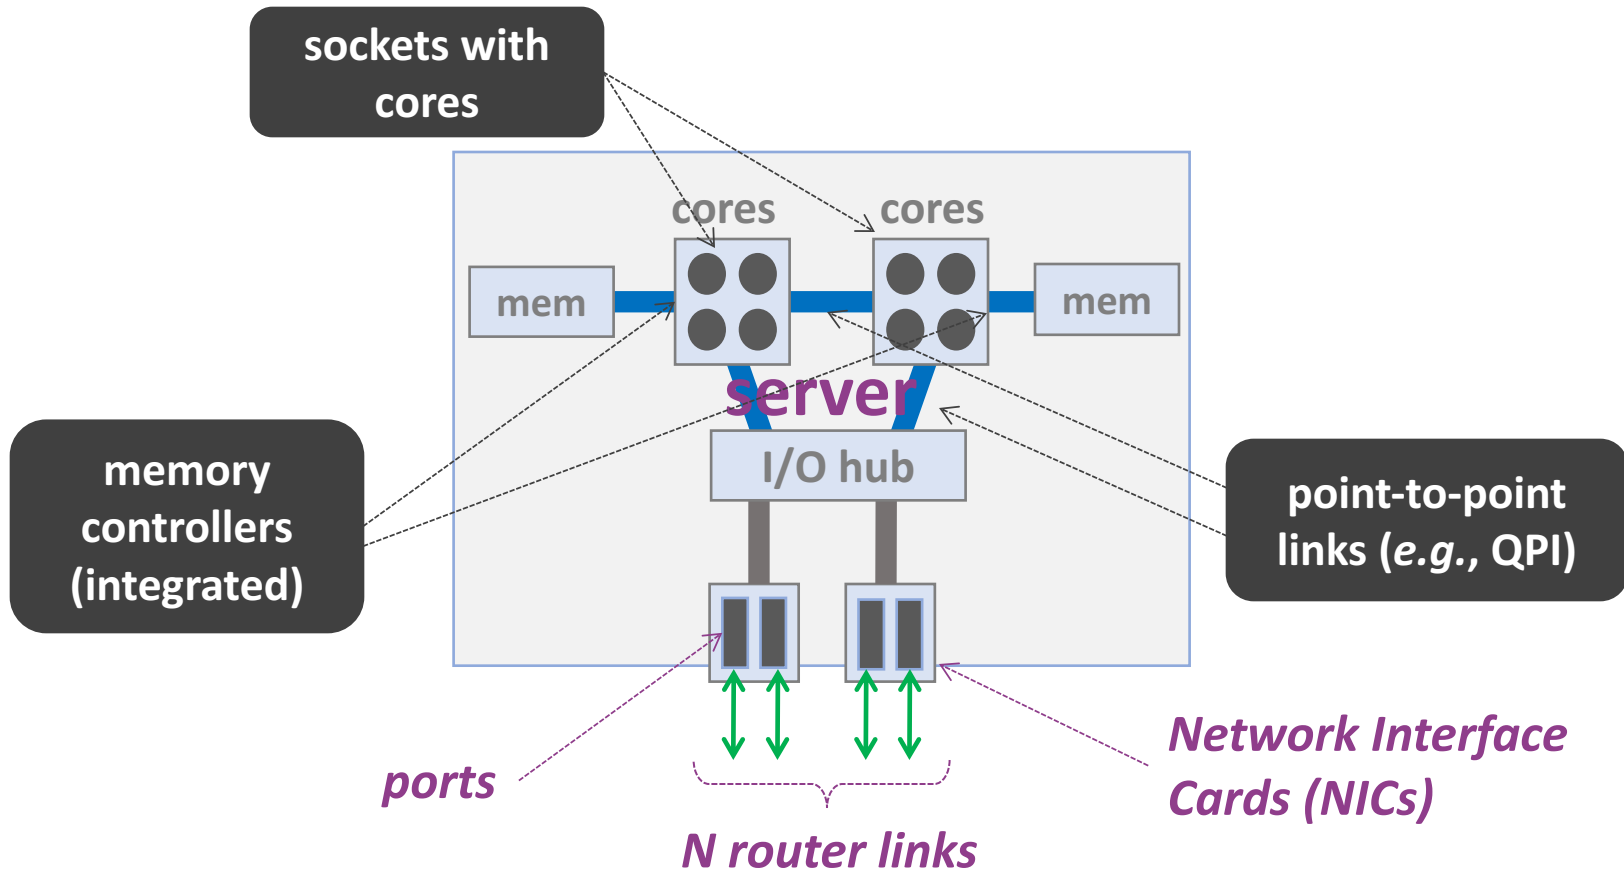 sockets with
cores
cores
cores
mem
mem
server
I/O hub
memory
controllers
(integrated)
point-to-point
links (e.g., QPI)
ports
Network Interface
Cards (NICs)
N router links